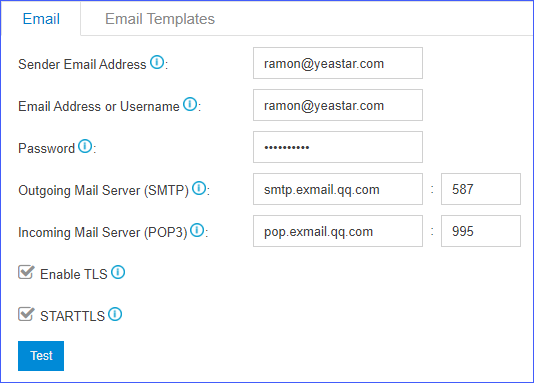 Email Email Templates
Sender Email Address : ramon@yeastar.com
Email Address or Username : ramon@yeastar.com
Password : ••••••••••
Outgoing Mail Server (SMTP) : smtp.exmail.qq.com : 587
Incoming Mail Server (POP3) : pop.exmail.qq.com : 995
Enable TLS
STARTTLS
Test